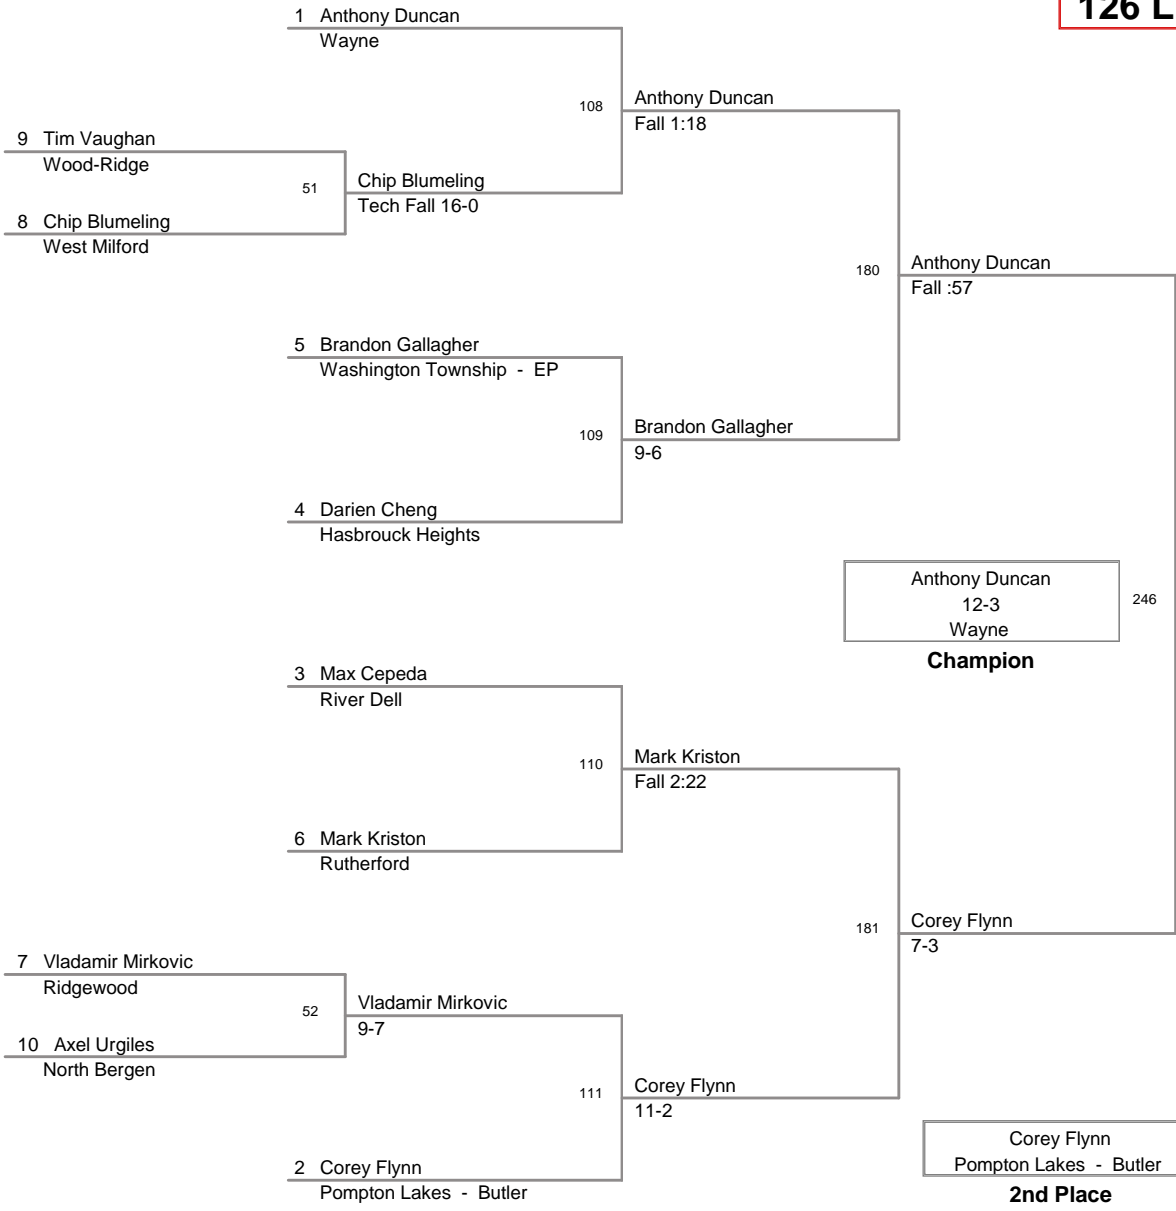 126 L
1 Anthony Duncan
Wayne
108
Anthony Duncan
Fall 1:18
9 Tim Vaughan
Wood-Ridge
51
Chip Blumeling
Tech Fall 16-0
8 Chip Blumeling
West Milford
180
Anthony Duncan
Fall :57
5 Brandon Gallagher
Washington Township - EP
109
Brandon Gallagher
9-6
4 Darien Cheng
Hasbrouck Heights
Anthony Duncan
12-3
Wayne
246
Champion
3 Max Cepeda
River Dell
110
Mark Kriston
Fall 2:22
6 Mark Kriston
Rutherford
181
Corey Flynn
7-3
7 Vladamir Mirkovic
Ridgewood
52
Vladamir Mirkovic
9-7
10 Axel Urgiles
North Bergen
111
Corey Flynn
11-2
2 Corey Flynn
Pompton Lakes - Butler
Corey Flynn
Pompton Lakes - Butler
2nd Place